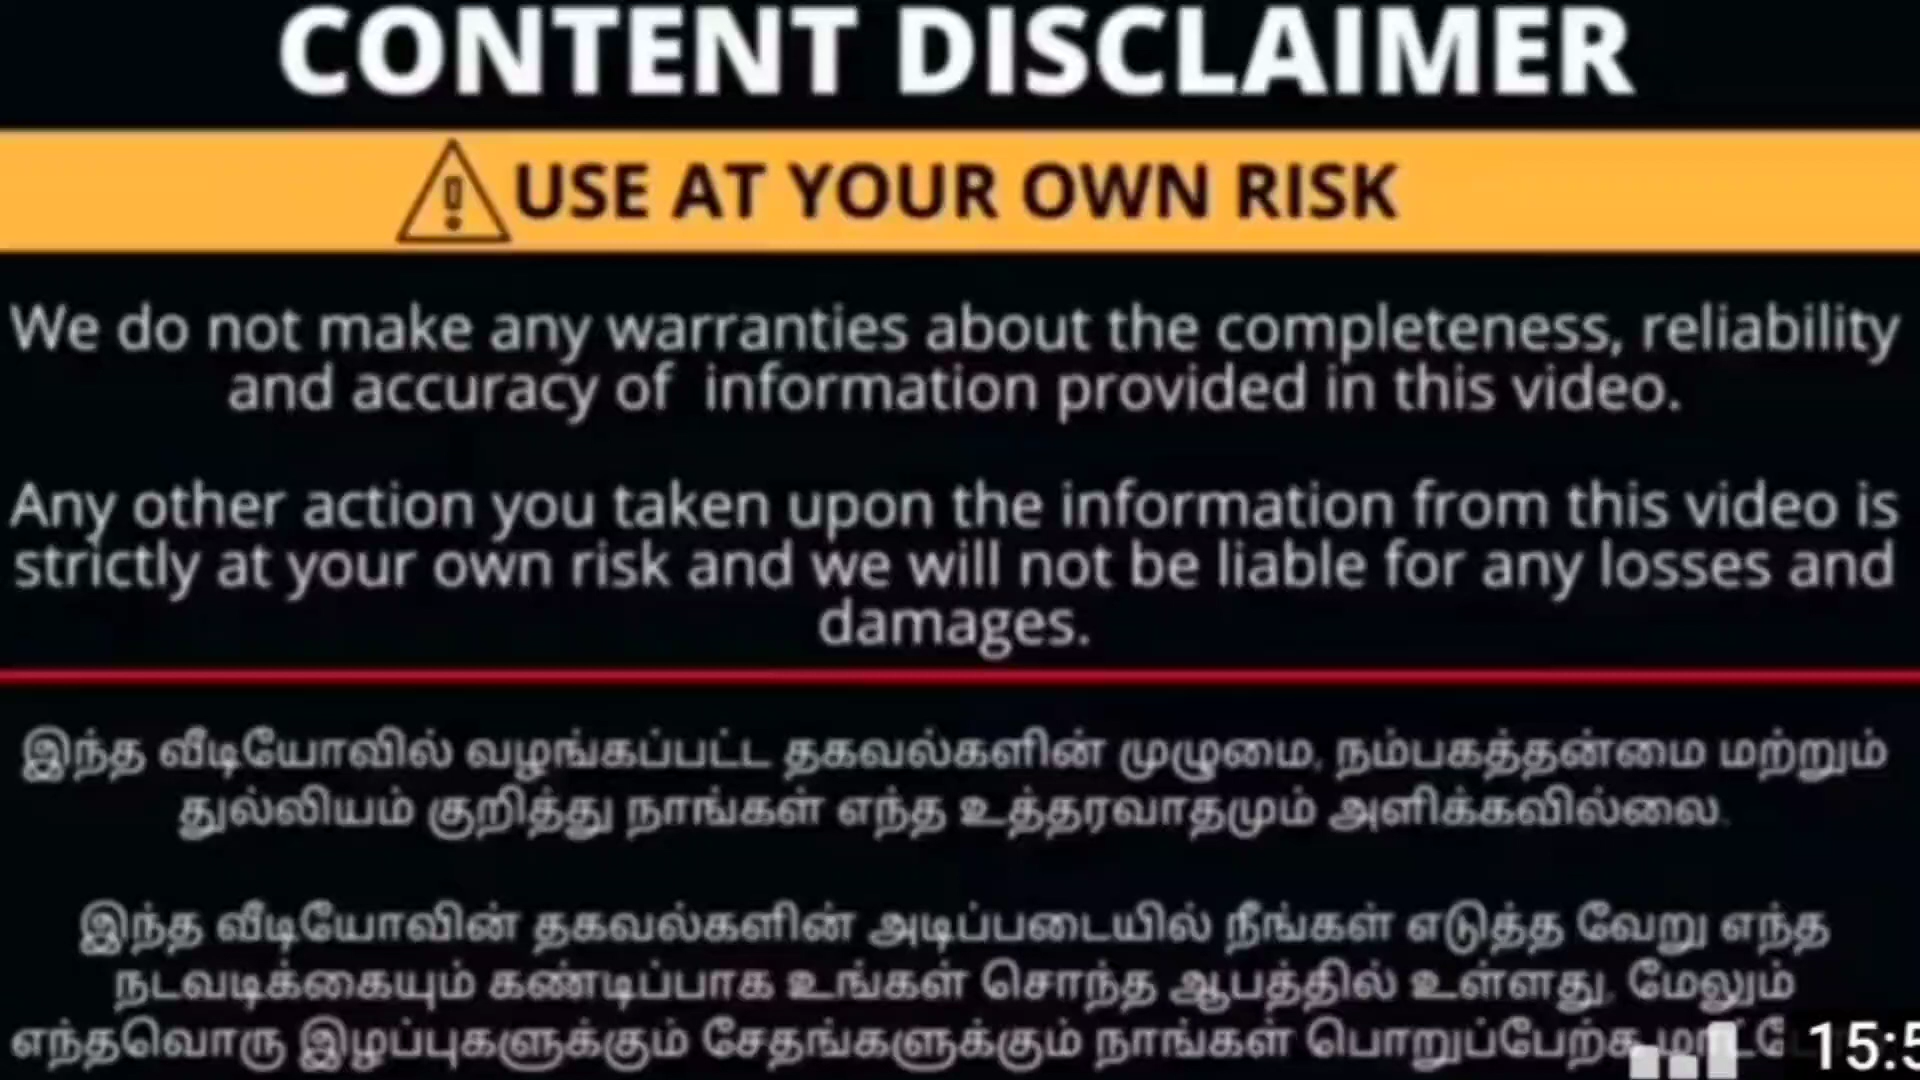 CONTENT DISCLAIMER
USE AT YOUR OWN RISK
We do not make any warranties about the completeness, reliability
and accuracy of information provided in this video.
Any other action you taken upon the information from this video is
strictly at your own risk and we will not be liable for any losses and
damages.
இந்த வீடியோவில் வழங்கப்பட்ட தகவல்களின் முழுமை, நம்பகத்தன்மை மற்றும்
துல்லியம் குறித்து நாங்கள் எந்த உத்தரவாதமும் அளிக்கவில்லை.
இந்த வீடியோவின் தகவல்களின் அடிப்படையில் நீங்கள் எடுத்த வேறு எந்த
நடவடிக்கையும் கண்டிப்பாக உங்கள் சொந்த ஆபத்தில் உள்ளது, மேலும்
எந்தவொரு இழப்புகளுக்கும் சேதங்களுக்கும் நாங்கள் பொறுப்பேற்க
15:5